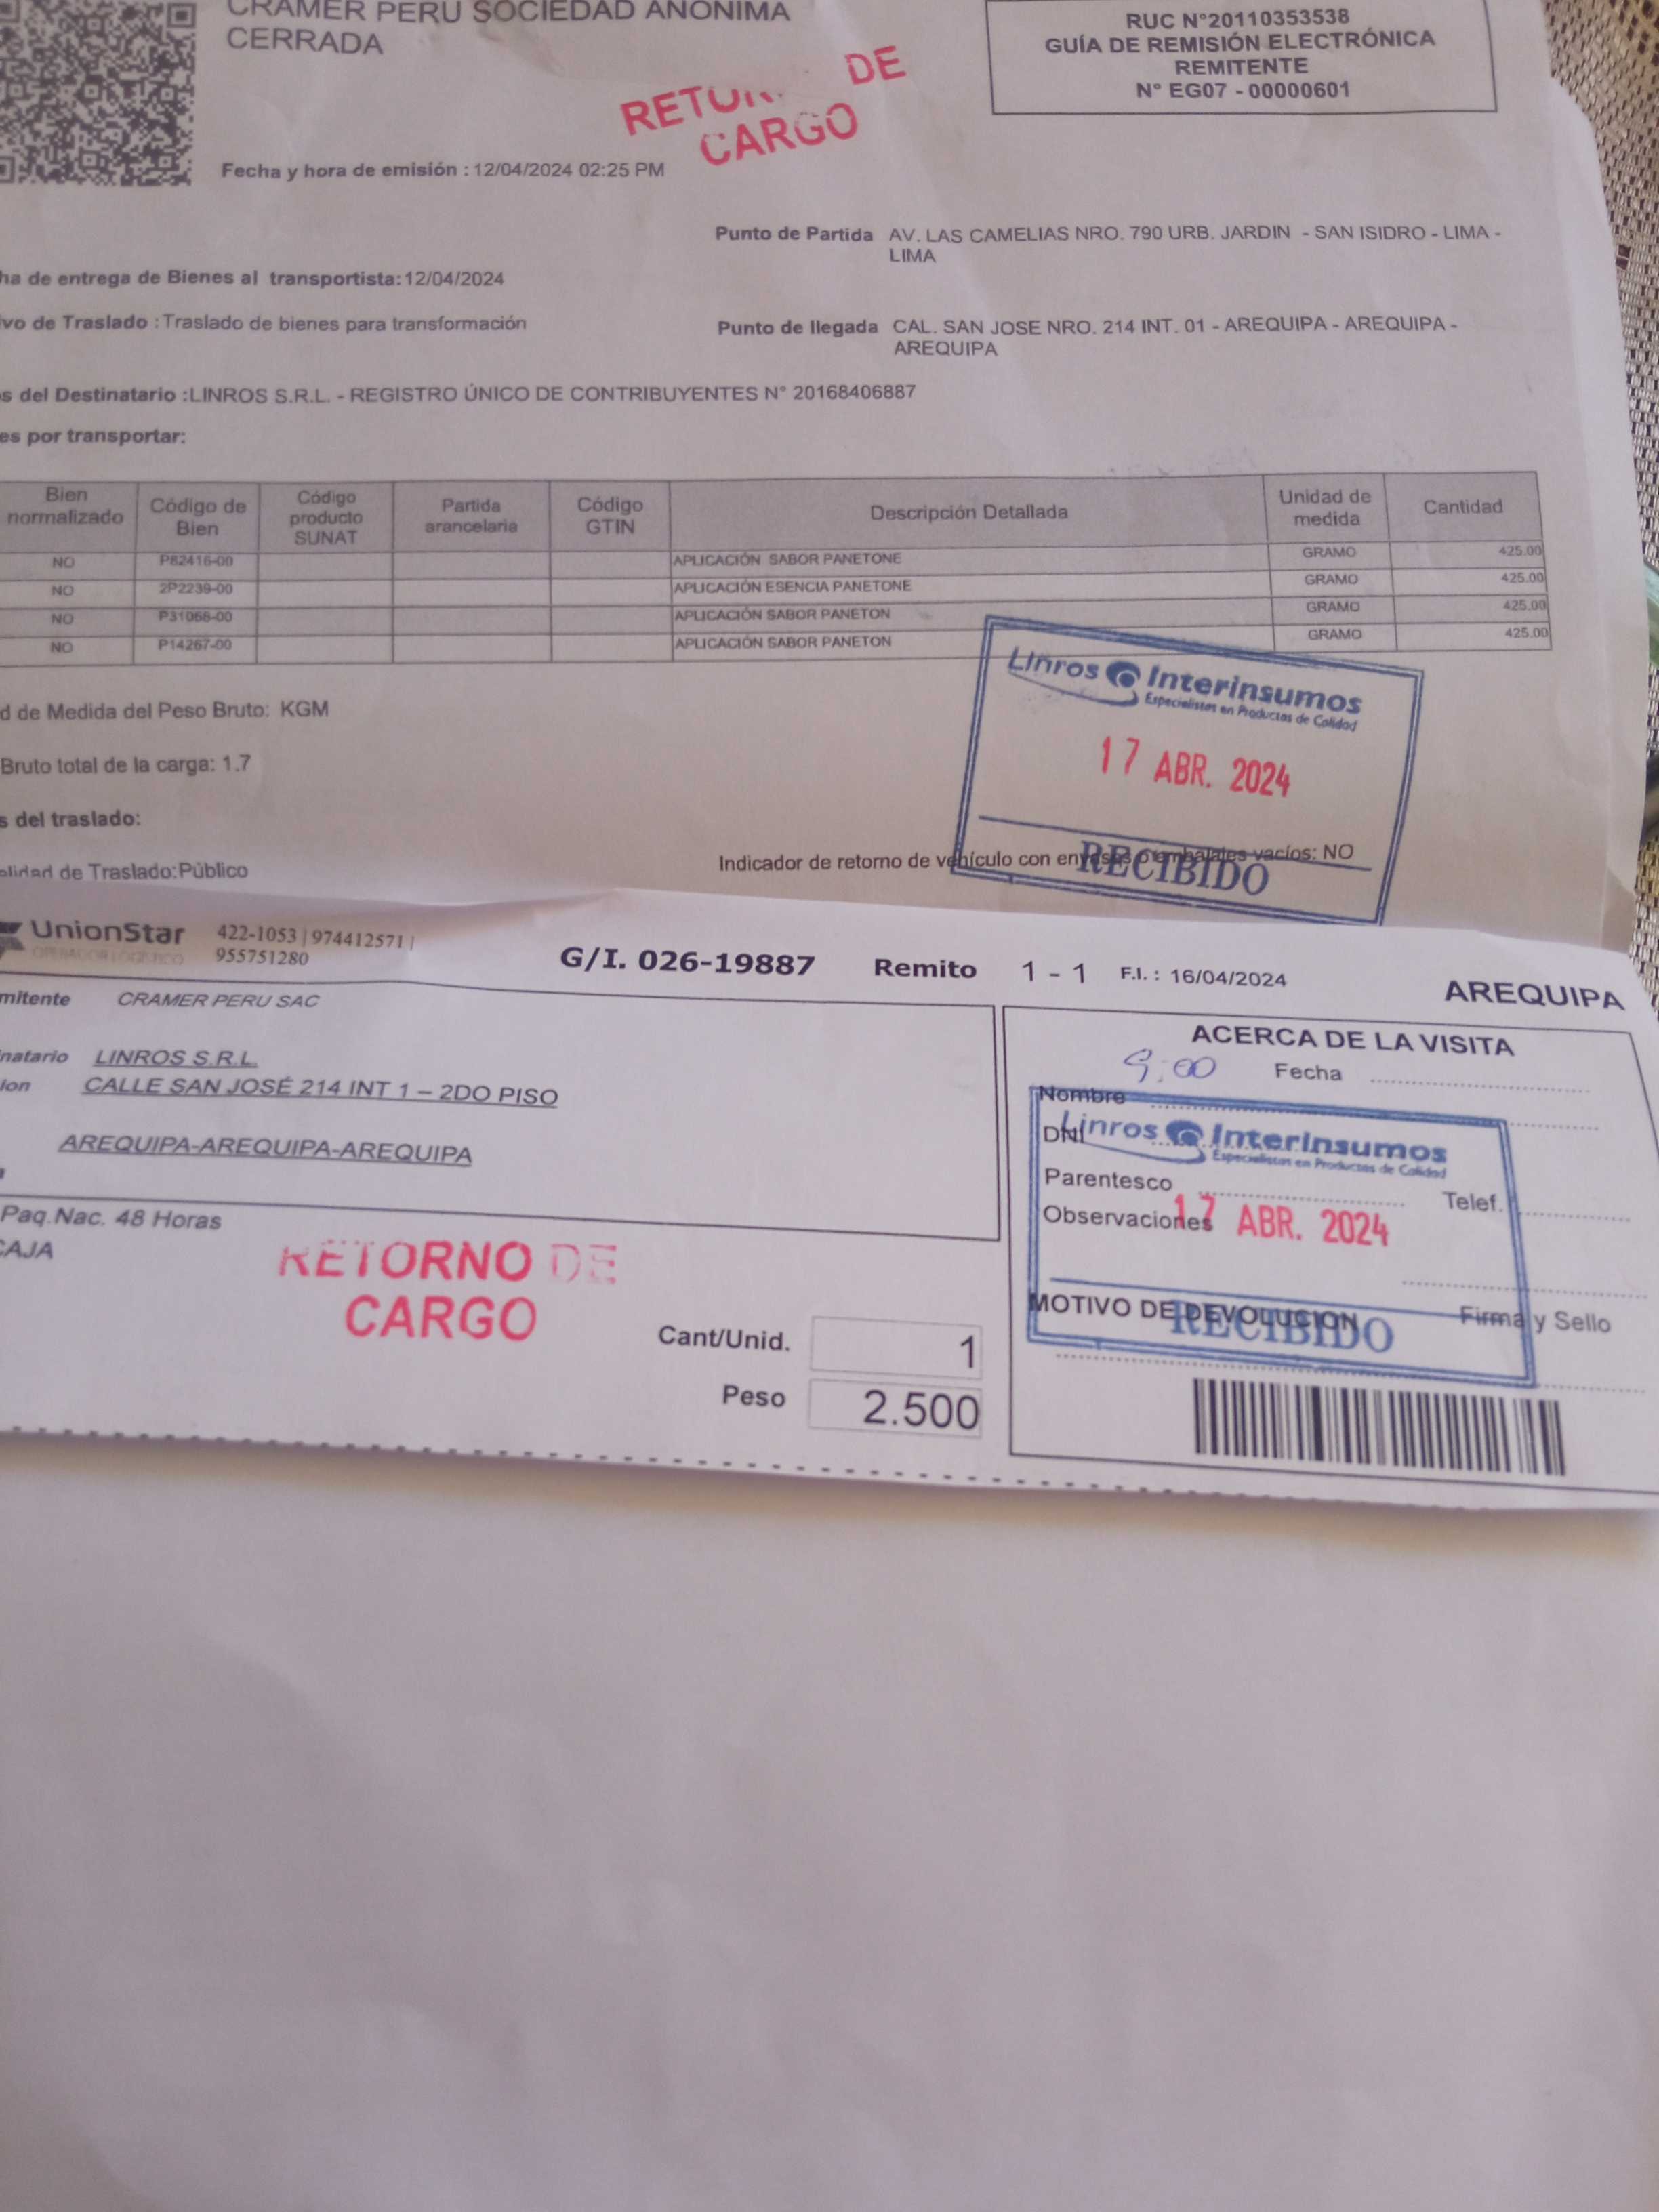 CRAMER PERU SOCIEDAD ANONIMA
CERRADA
RUC N°20110353538
GUÍA DE REMISIÓN ELECTRÓNICA
REMITENTE
N° EG07 - 00000601
DE
CARGO
Fecha y hora de emisión : 12/04/2024 02:25 PM
Punto de Partida AV. LAS CAMELIAS NRO. 790 URB. JARDIN - SAN ISIDRO - LIMA -
LIMA
ha de entrega de Bienes al transportista: 12/04/2024
vo de Traslado : Traslado de bienes para transformación
Punto de llegada CAL. SAN JOSE NRO. 214 INT. 01 - AREQUIPA - AREQUIPA -
AREQUIPA
s del Destinatario :LINROS S.R.L. - REGISTRO ÚNICO DE CONTRIBUYENTES N° 20168406887
es por transportar:
Bien normalizado Código de Bien Código producto SUNAT Partida arancelaria Código GTIN Descripción Detallada Unidad de medida Cantidad
NO P82416-00 APLICACIÓN SABOR PANETONE GRAMO 425.00
NO 2P2239-00 APLICACIÓN ESENCIA PANETONE GRAMO 425.00
NO P31066-00 APLICACIÓN SABOR PANETON GRAMO 425.00
NO P14267-00 APLICACIÓN SABOR PANETON GRAMO 425.00
Linros Interinsumos
Especialistas en Productos de Calidad
17 ABR. 2024
RECIBIDO
d de Medida del Peso Bruto: KGM
Bruto total de la carga: 1.7
s del traslado:
alidad de Traslado:Público
Indicador de retorno de vehículo con envases o embalajes vacíos: NO
UnionStar
OPERADOR LOGÍSTICO
422-1053 | 974412571 |
955751280
G/I. 026-19887 Remito 1 - 1 F.I. : 16/04/2024
AREQUIPA
mitente CRAMER PERU SAC
natario LINROS S.R.L.
ion CALLE SAN JOSÉ 214 INT 1 – 2DO PISO
AREQUIPA-AREQUIPA-AREQUIPA
Paq.Nac. 48 Horas
CAJA
RETORNO DE
CARGO
Cant/Unid. 1
Peso 2.500
ACERCA DE LA VISITA
9:00 Fecha
Nombre
DNI
Parentesco Telef.
Observaciones
Linros Interinsumos
Especialistas en Productos de Calidad
17 ABR. 2024
RECIBIDO
MOTIVO DE DEVOLUCION
Firma y Sello